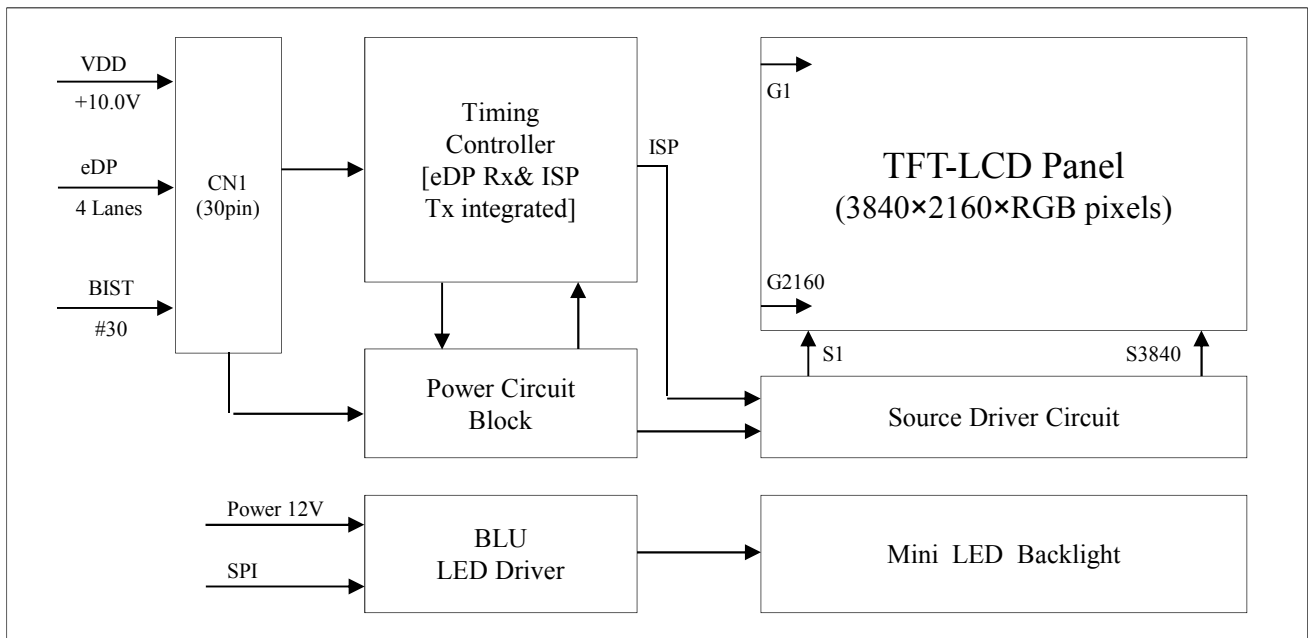 VDD
+10.0V
eDP
4 Lanes
BIST
#30
CN1
(30pin)
Timing
Controller
[eDP Rx& ISP
Tx integrated]
ISP
G1
TFT-LCD Panel
(3840×2160×RGB pixels)
G2160
S1
S3840
Power Circuit
Block
Source Driver Circuit
Power 12V
SPI
BLU
LED Driver
Mini LED Backlight